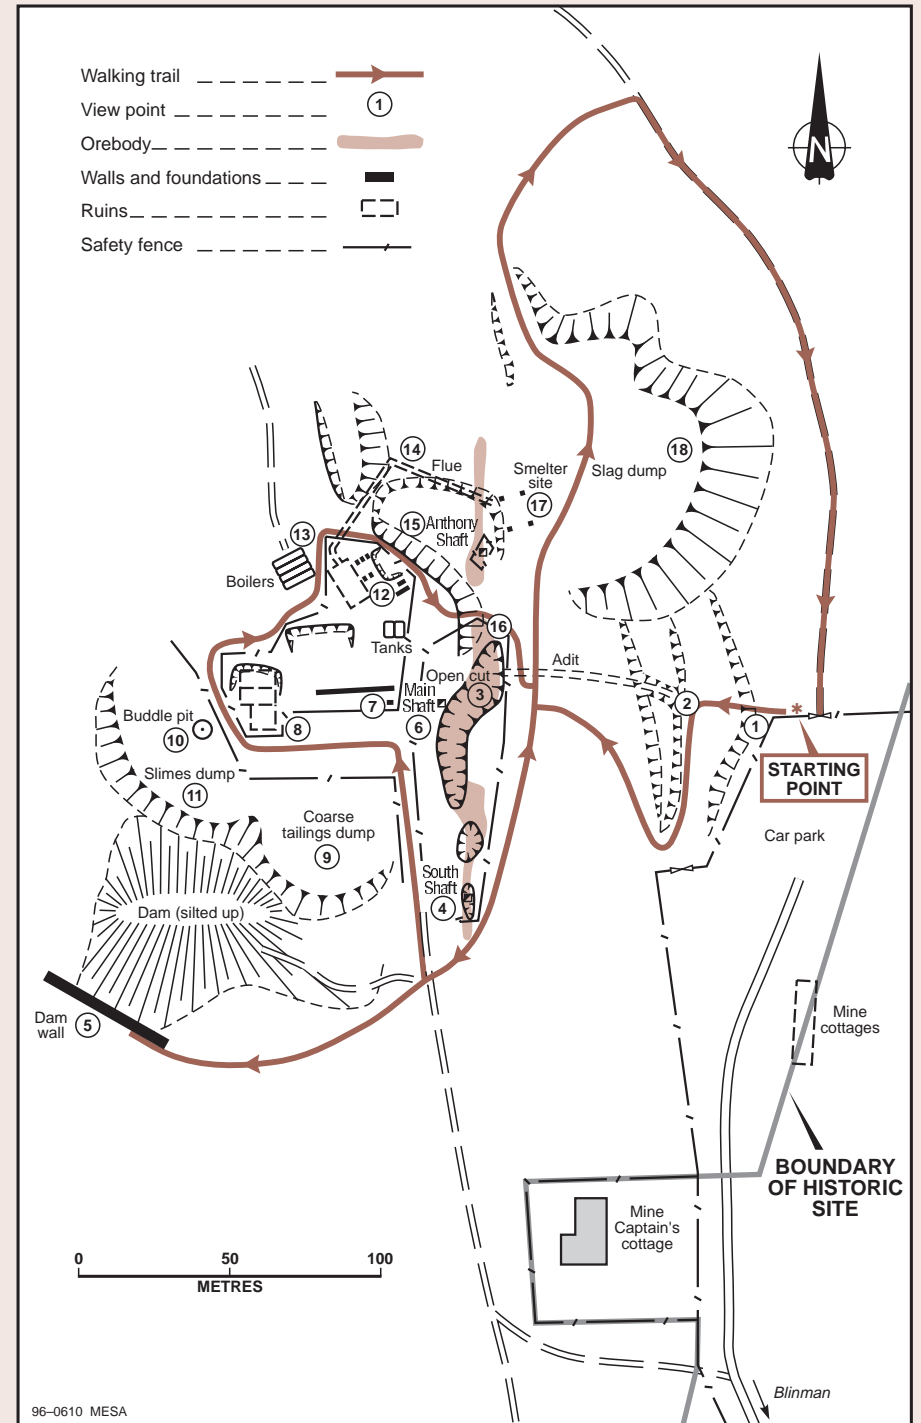 Walking trail
View point
1
Orebody
Walls and foundations
Ruins
Safety fence
N
14
Flue
Smelter
site
17
Slag dump
18
15
Anthony
Shaft
13
Boilers
12
16
Tanks
Adit
Open cut
3
Main
Shaft
6
7
2
*
1
Buddle pit
10
8
STARTING
POINT
Slimes dump
11
Coarse
tailings dump
9
Car park
South
Shaft
4
Dam (silted up)
Dam
wall
5
Mine
cottages
BOUNDARY
OF HISTORIC
SITE
Mine
Captain's
cottage
0 50 100
METRES
Blinman
96–0610 MESA